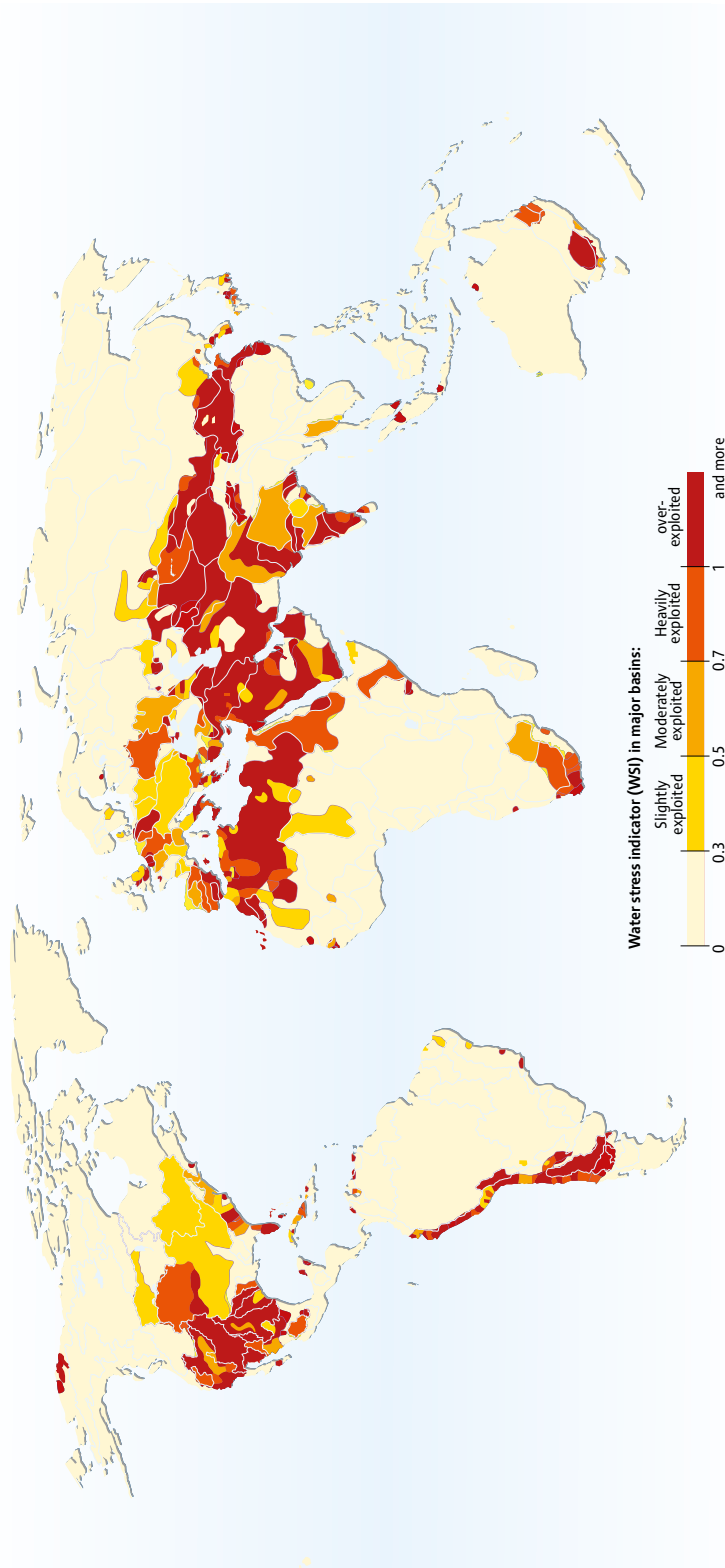 Water stress indicator (WSI) in major basins:
Slightly
exploited
Moderately
exploited
Heavily
exploited
over-
exploited
0
0.3
0.5
0.7
1
and more